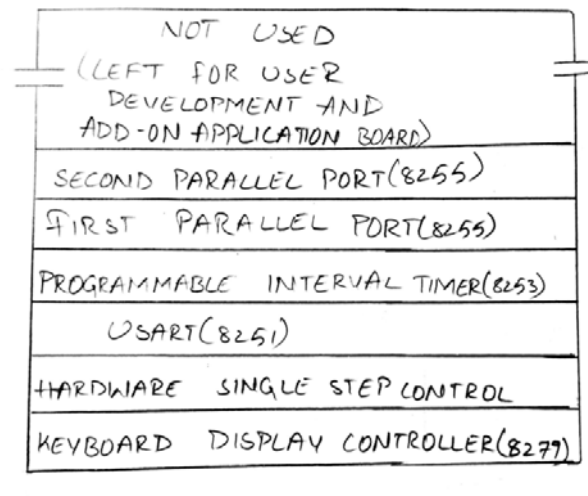 NOT USED
(LEFT FOR USER
DEVELOPMENT AND
ADD-ON APPLICATION BOARD)
SECOND PARALLEL PORT(8255)
FIRST PARALLEL PORT(8255)
PROGRAMMABLE INTERVAL TIMER(8253)
USART(8251)
HARDWARE SINGLE STEP CONTROL
KEYBOARD DISPLAY CONTROLLER(8279)